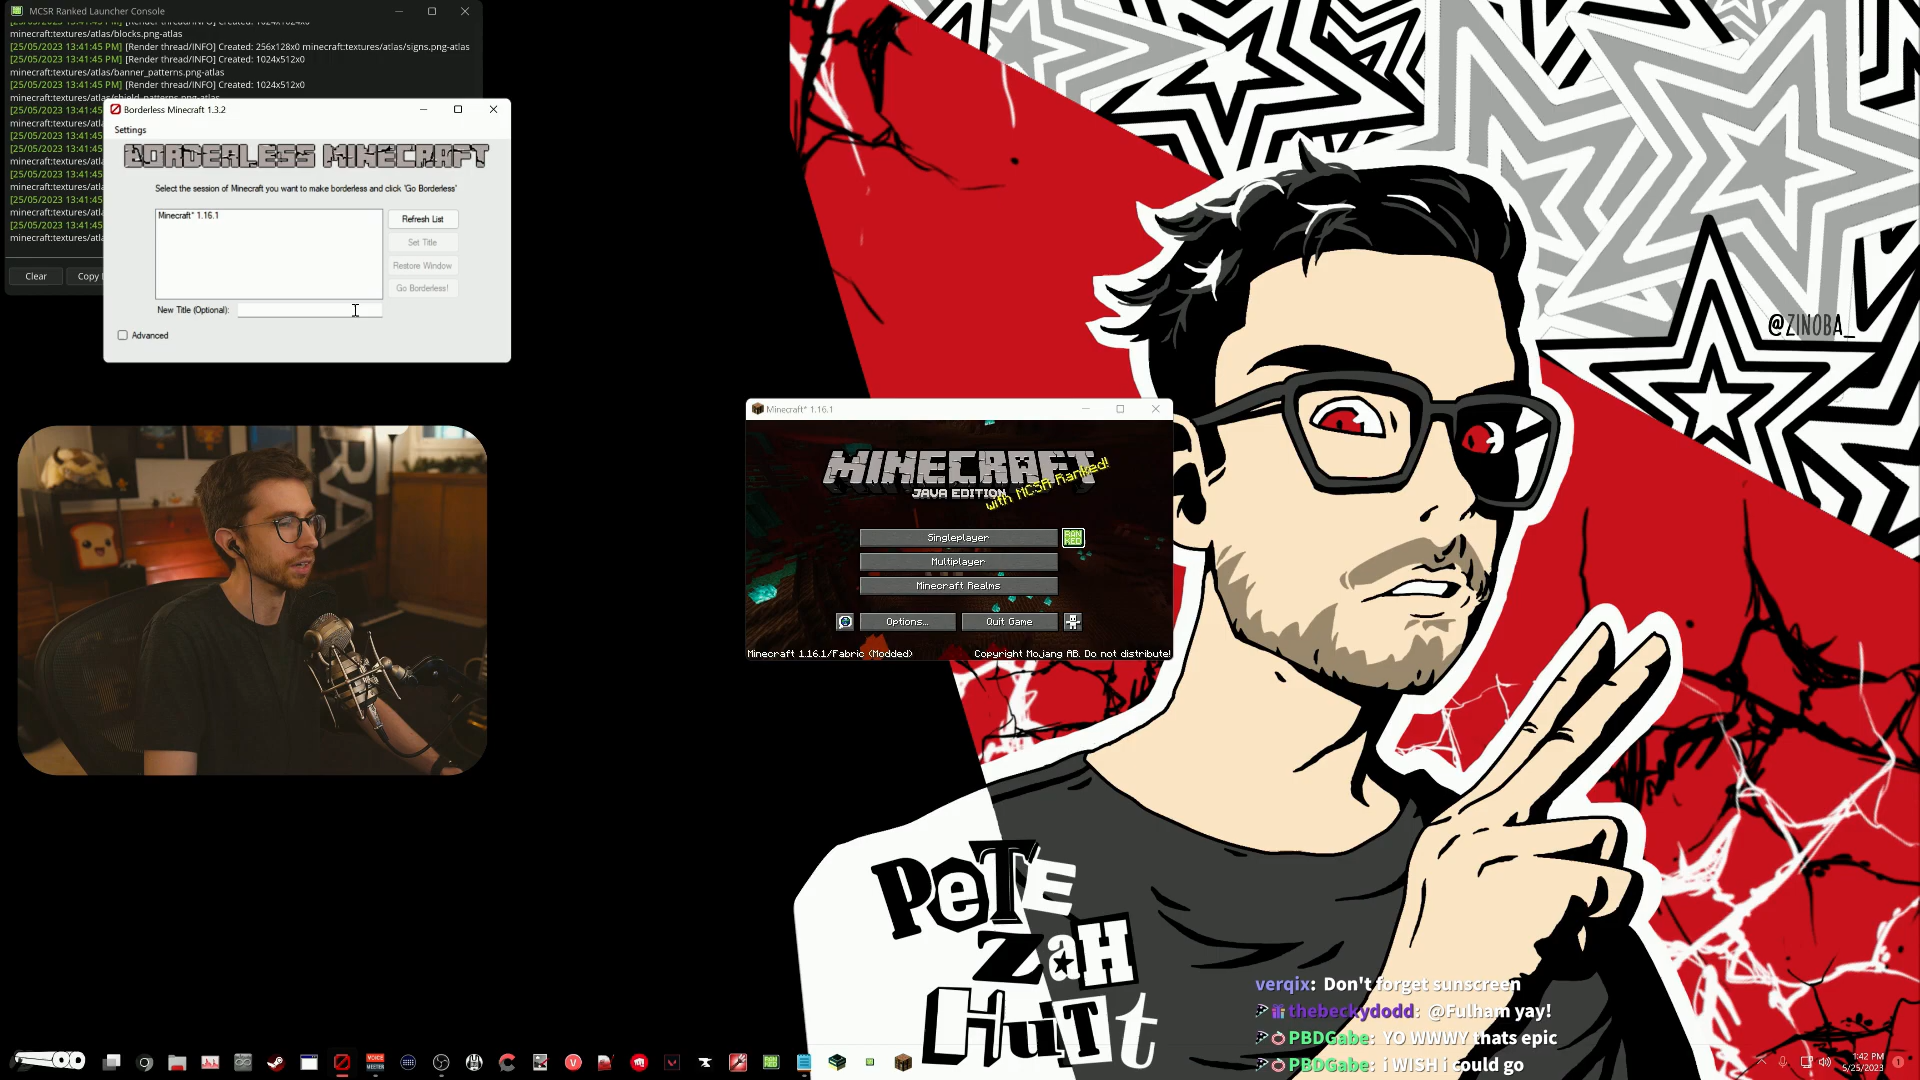 MCSR Ranked Launcher Console
minecraft:textures/atlas/blocks.png-atlas
[25/05/2023 13:41:45 PM] [Render thread/INFO] Created: 256x128x0 minecraft:textures/atlas/signs.png-atlas
[25/05/2023 13:41:45 PM] [Render thread/INFO] Created: 1024x512x0
minecraft:textures/atlas/banner_patterns.png-atlas
[25/05/2023 13:41:45 PM] [Render thread/INFO] Created: 1024x512x0
Clear
Copy
Borderless Minecraft 1.3.2
Settings
BORDERLESS MINECRAFT
Select the session of Minecraft you want to make borderless and click 'Go Borderless'
Minecraft* 1.16.1
Refresh List
Set Title
Restore Window
Go Borderless!
New Title (Optional):
Advanced
@ZINOBA_
Minecraft* 1.16.1
MINECRAFT
JAVA EDITION
with MCSR Ranked!
Singleplayer
RANKED
Multiplayer
Minecraft Realms
Options...
Quit Game
Minecraft 1.16.1/Fabric (Modded)
Copyright Mojang AB. Do not distribute!
PeTE
ZaH
HuTt
verqix: Don't forget sunscreen
thebeckydodd: @Fulham yay!
PBDGabe: YO WWWY thats epic
PBDGabe: i WISH i could go
1:42 PM
5/25/2023